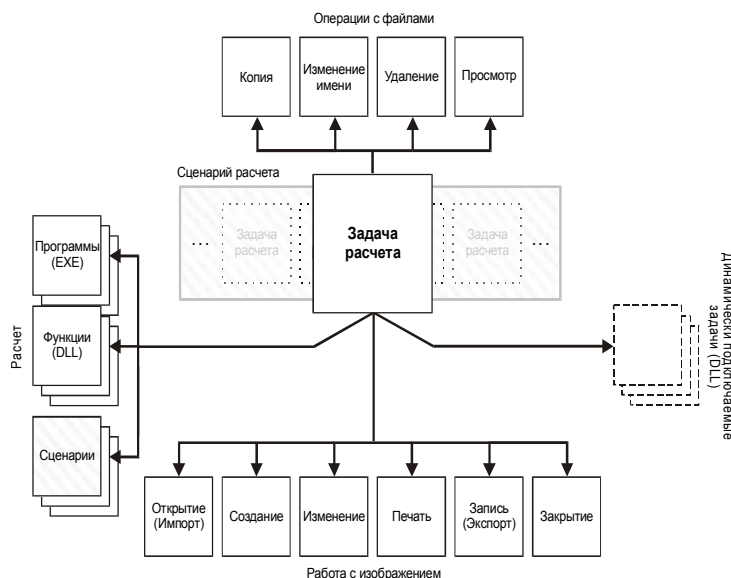 Операции с файлами
Копия
Изменение
имени
Удаление
Просмотр
Сценарий расчета
...
Задача
расчета
Задача
расчета
Задача
расчета
...
Расчет
Программы
(EXE)
Функции
(DLL)
Сценарии
Динамически подключаемые
задачи (DLL)
Открытие
(Импорт)
Создание
Изменение
Печать
Запись
(Экспорт)
Закрытие
Работа с изображением